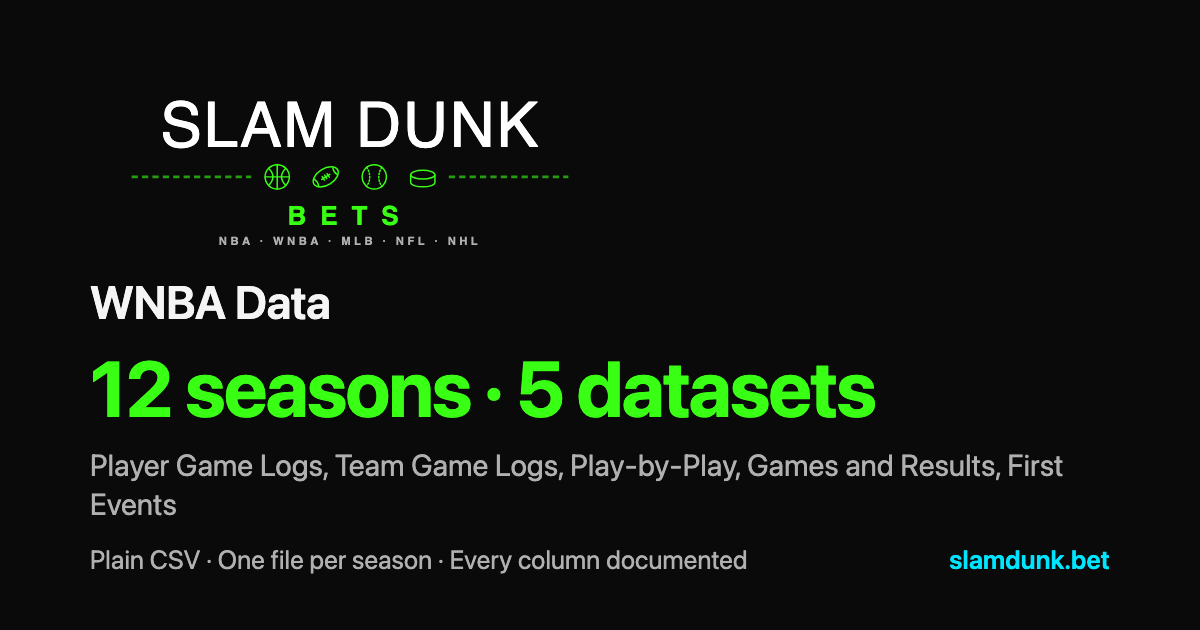 SLAM DUNK
BETS
NBA · WNBA · MLB · NFL · NHL
WNBA Data
12 seasons · 5 datasets
Player Game Logs, Team Game Logs, Play-by-Play, Games and Results, First
Events
Plain CSV · One file per season · Every column documented
slamdunk.bet